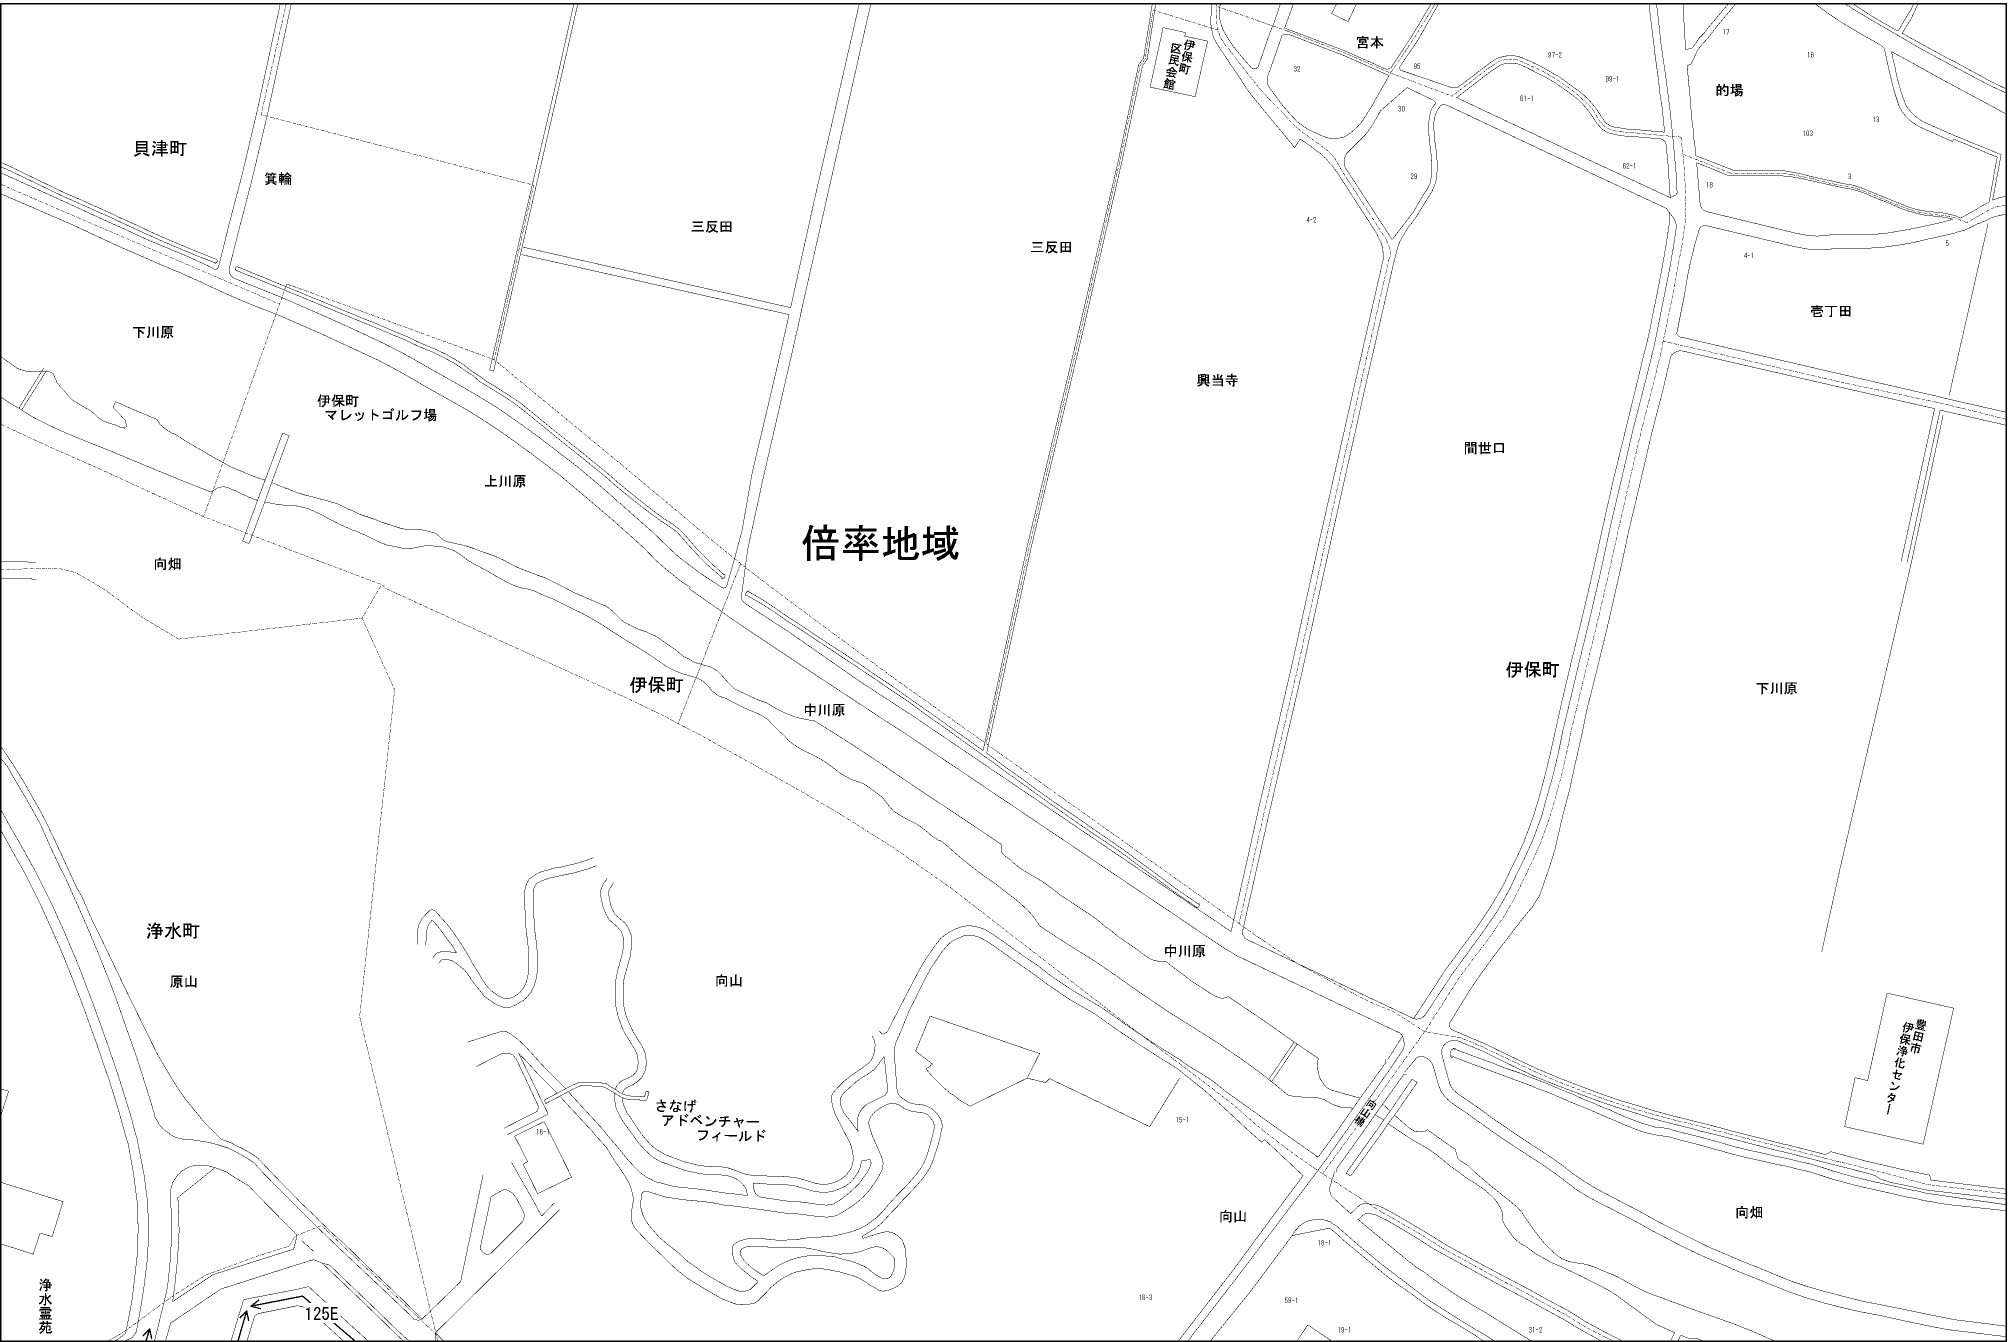 宮本
伊保町
区民会館
17
16
97-2
99-1
95
32
61-1
的場
30
13
103
貝津町
箕輪
62-1
29
3
18
三反田
三反田
4-2
5
4-1
壱丁田
下川原
興当寺
伊保町
マレットゴルフ場
間世口
上川原
倍率地域
向畑
伊保町
伊保町
下川原
中川原
浄水町
原山
向山
中川原
豊田市
伊保浄化センター
さなげ
アドベンチャー
フィールド
向山橋
15-1
向山
向畑
18-1
浄水霊苑
125E
16-3
59-1
19-1
31-2